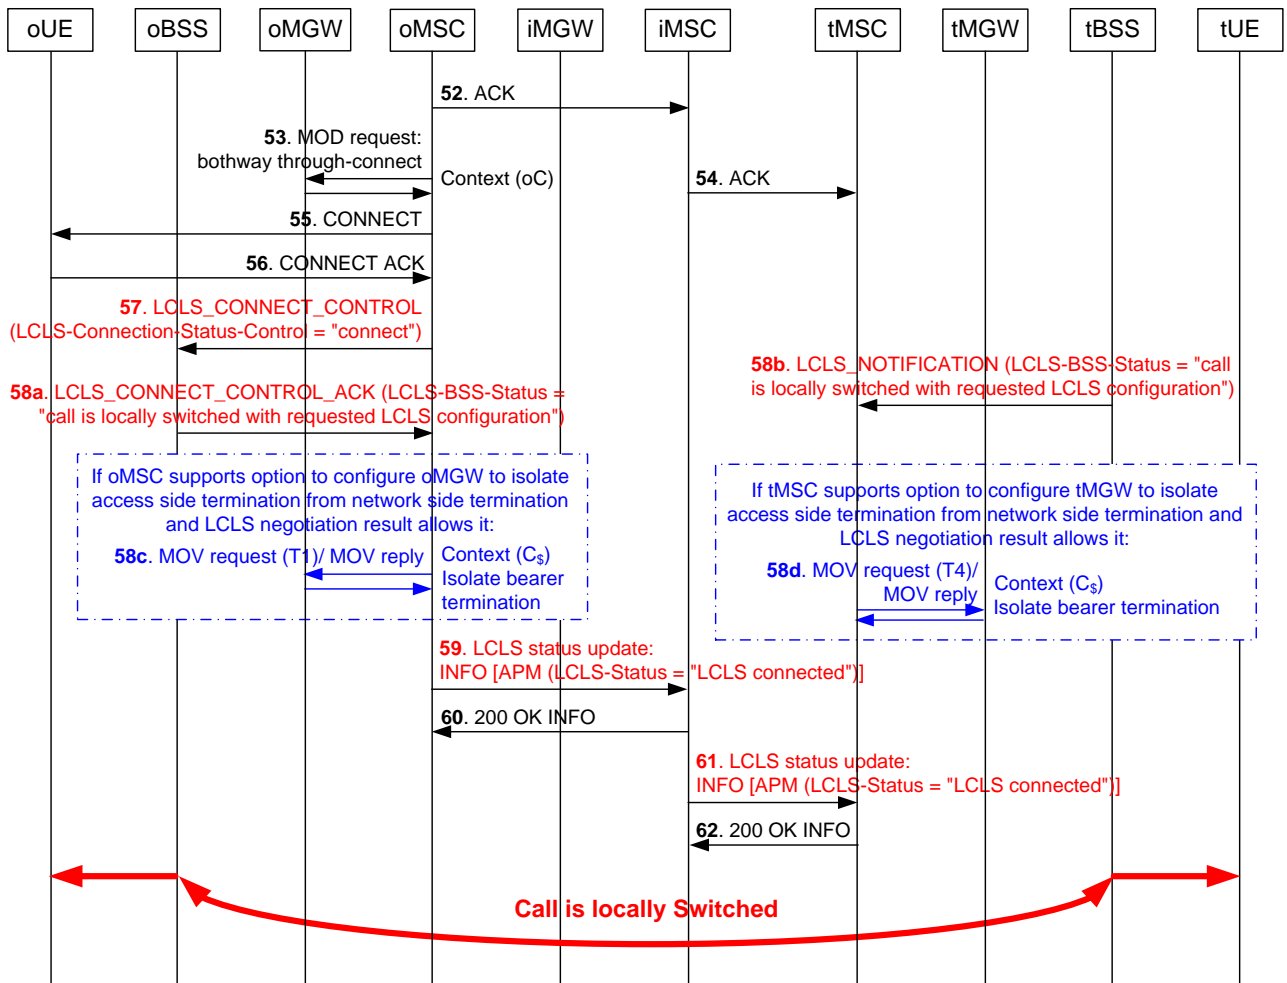 oUE oBSS oMGW oMSC iMGW iMSC tMSC tMGW tBSS tUE
52. ACK
53. MOD request:
bothway through-connect
Context (oC)
54. ACK
55. CONNECT
56. CONNECT ACK
57. LCLS_CONNECT_CONTROL
(LCLS-Connection-Status-Control = "connect")
58b. LCLS_NOTIFICATION (LCLS-BSS-Status = "call
is locally switched with requested LCLS configuration")
58a. LCLS_CONNECT_CONTROL_ACK (LCLS-BSS-Status =
"call is locally switched with requested LCLS configuration")
If oMSC supports option to configure oMGW to isolate
access side termination from network side termination
and LCLS negotiation result allows it:
58c. MOV request (T1)/ MOV reply
Context (C$)
Isolate bearer
termination
If tMSC supports option to configure tMGW to isolate
access side termination from network side termination and
LCLS negotiation result allows it:
58d. MOV request (T4)/
MOV reply
Context (C$)
Isolate bearer termination
59. LCLS status update:
INFO [APM (LCLS-Status = "LCLS connected")]
60. 200 OK INFO
61. LCLS status update:
INFO [APM (LCLS-Status = "LCLS connected")]
62. 200 OK INFO
Call is locally Switched